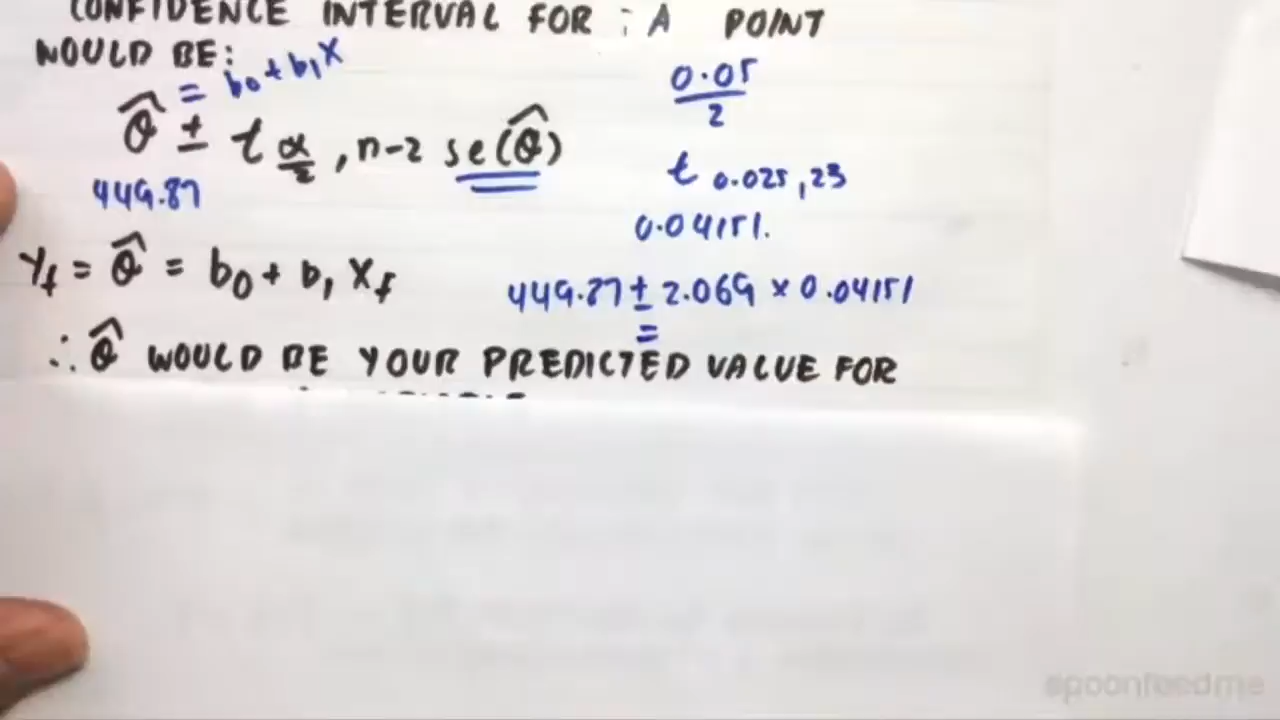 CONFIDENCE INTERVAL FOR : A POINT
WOULD BE:
= b0 + b1X
θ̂ ± t α/2 , n-2 se(θ̂)
449.87
0.05
2
t 0.025, 23
0.04151.
449.87 ± 2.069 × 0.04151
=
Yf = θ̂ = b0 + b1 Xf
∴ θ̂ WOULD BE YOUR PREDICTED VALUE FOR
spoonfeedme